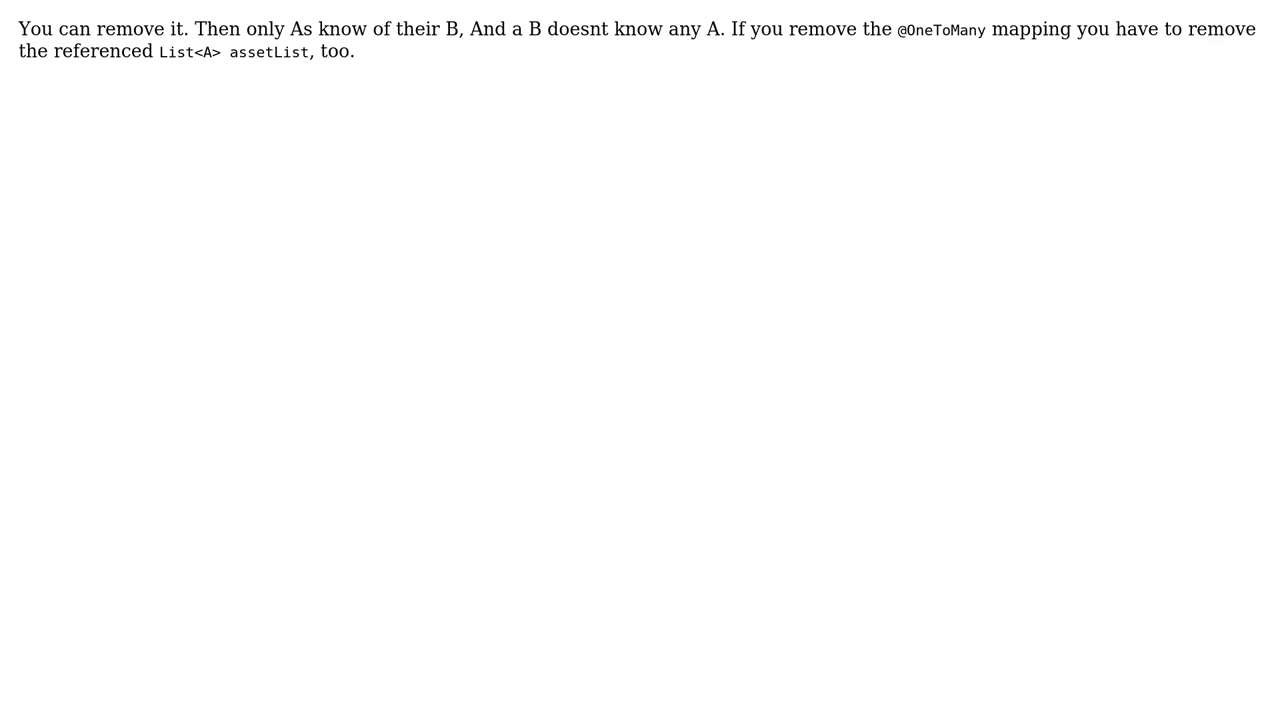 You can remove it. Then only As know of their B, And a B doesnt know any A. If you remove the @OneToMany mapping you have to remove
the referenced List<A> assetList, too.